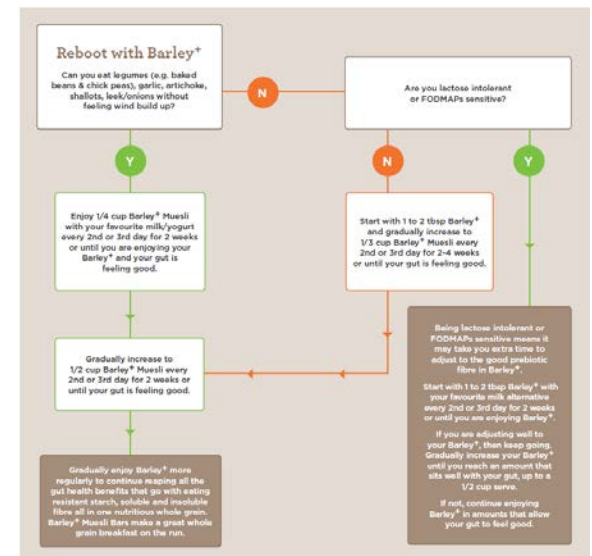 Reboot with Barley⁺
Can you eat legumes (e.g. baked
beans & chick peas), garlic, artichoke,
shallots, leek/onions without
feeling wind build up?
N
Are you lactose intolerant
or FODMAPs sensitive?
Y
N
Y
Enjoy 1/4 cup Barley⁺ Muesli
with your favourite milk/yogurt
every 2nd or 3rd day for 2 weeks
or until you are enjoying your
Barley⁺ and your gut is
feeling good.
Start with 1 to 2 tbsp Barley⁺
and gradually increase to
1/3 cup Barley⁺ Muesli every
2nd or 3rd day for 2-4 weeks
or until your gut is feeling good.
Gradually increase to
1/2 cup Barley⁺ Muesli every
2nd or 3rd day for 2 weeks or
until your gut is feeling good.
Being lactose intolerant or
FODMAPs sensitive means it
may take you extra time to
adjust to the good prebiotic
fibre in Barley⁺.
Start with 1 to 2 tbsp Barley⁺ with
your favourite milk alternative
every 2nd or 3rd day for 2 weeks
or until you are enjoying Barley⁺.
If you are adjusting well to
your Barley⁺, then keep going.
Gradually increase your Barley⁺
until you reach an amount that
sits well with your gut, up to a
1/2 cup serve.
If not, continue enjoying
Barley⁺ in amounts that allow
your gut to feel good.
Gradually enjoy Barley⁺ more
regularly to continue reaping all the
gut health benefits that go with eating
resistant starch, soluble and insoluble
fibre all in one nutritious whole grain.
Barley⁺ Muesli Bars make a great whole
grain breakfast on the run.